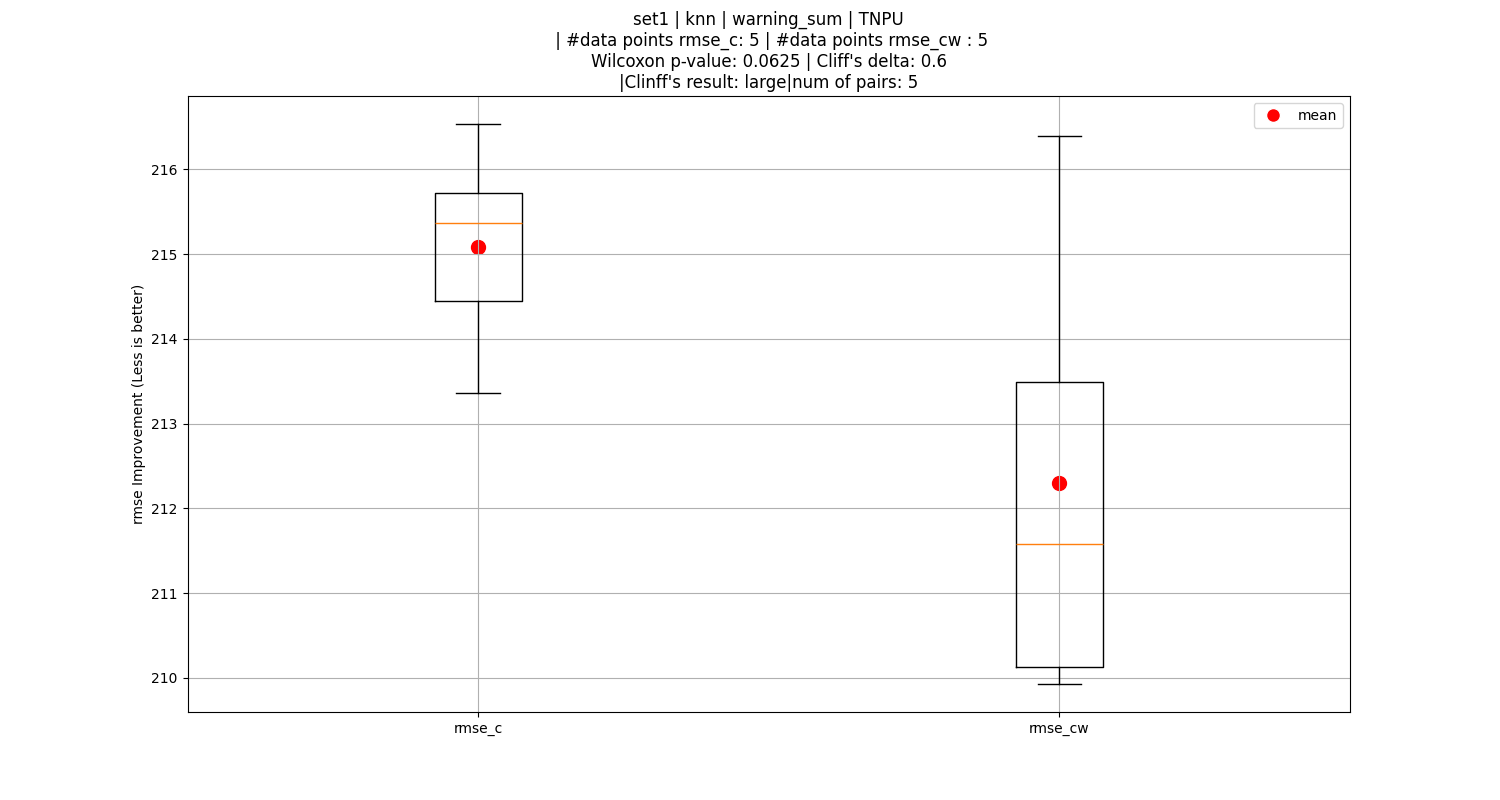 set1 | knn | warning_sum | TNPU
| #data points rmse_c: 5 | #data points rmse_cw : 5
Wilcoxon p-value: 0.0625 | Cliff's delta: 0.6
|Clinff's result: large|num of pairs: 5
mean
rmse Improvement (Less is better)
216
215
214
213
212
211
210
rmse_c
rmse_cw